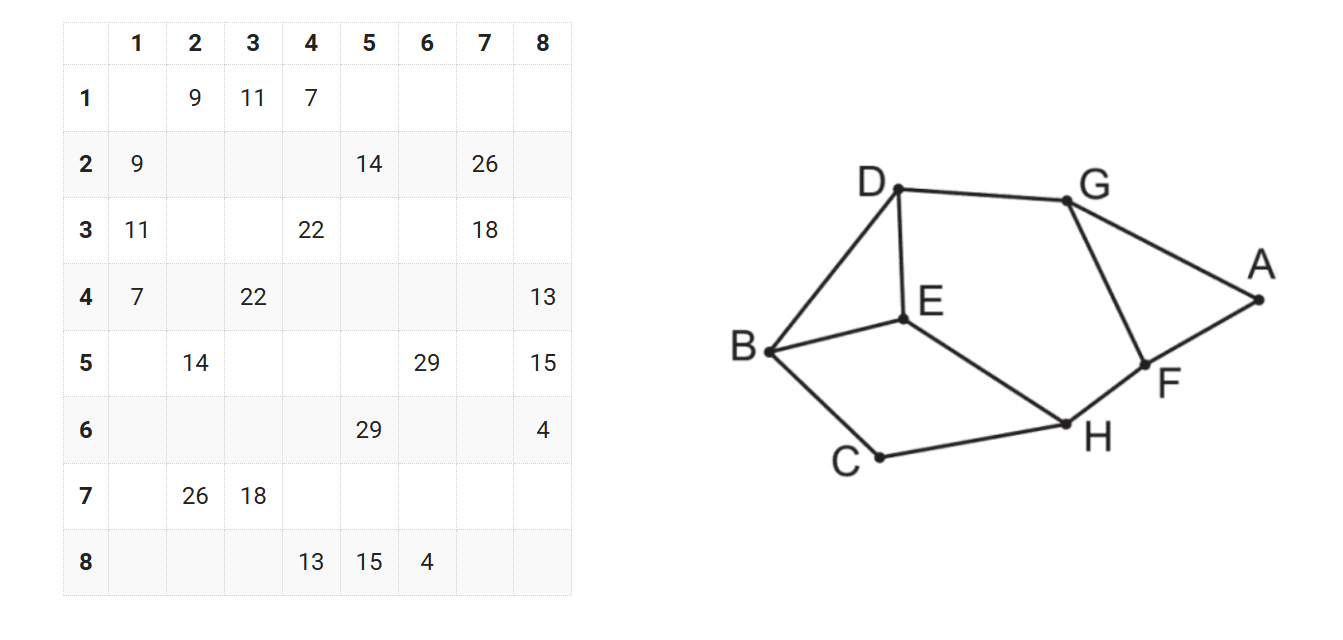 1 2 3 4 5 6 7 8
1 9 11 7
2 9 14 26
3 11 22 18
4 7 22 13
5 14 29 15
6 29 4
7 26 18
8 13 15 4
D G
A
E
B
F
H
C